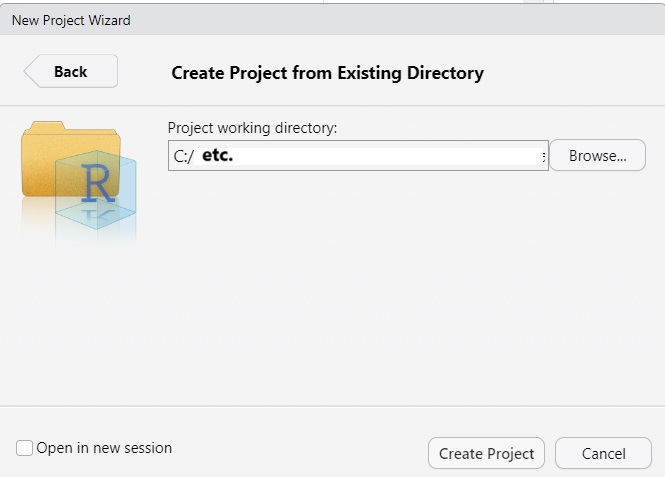 New Project Wizard
Back
Create Project from Existing Directory
Project working directory:
C:/ etc.
Browse...
R
Open in new session
Create Project
Cancel